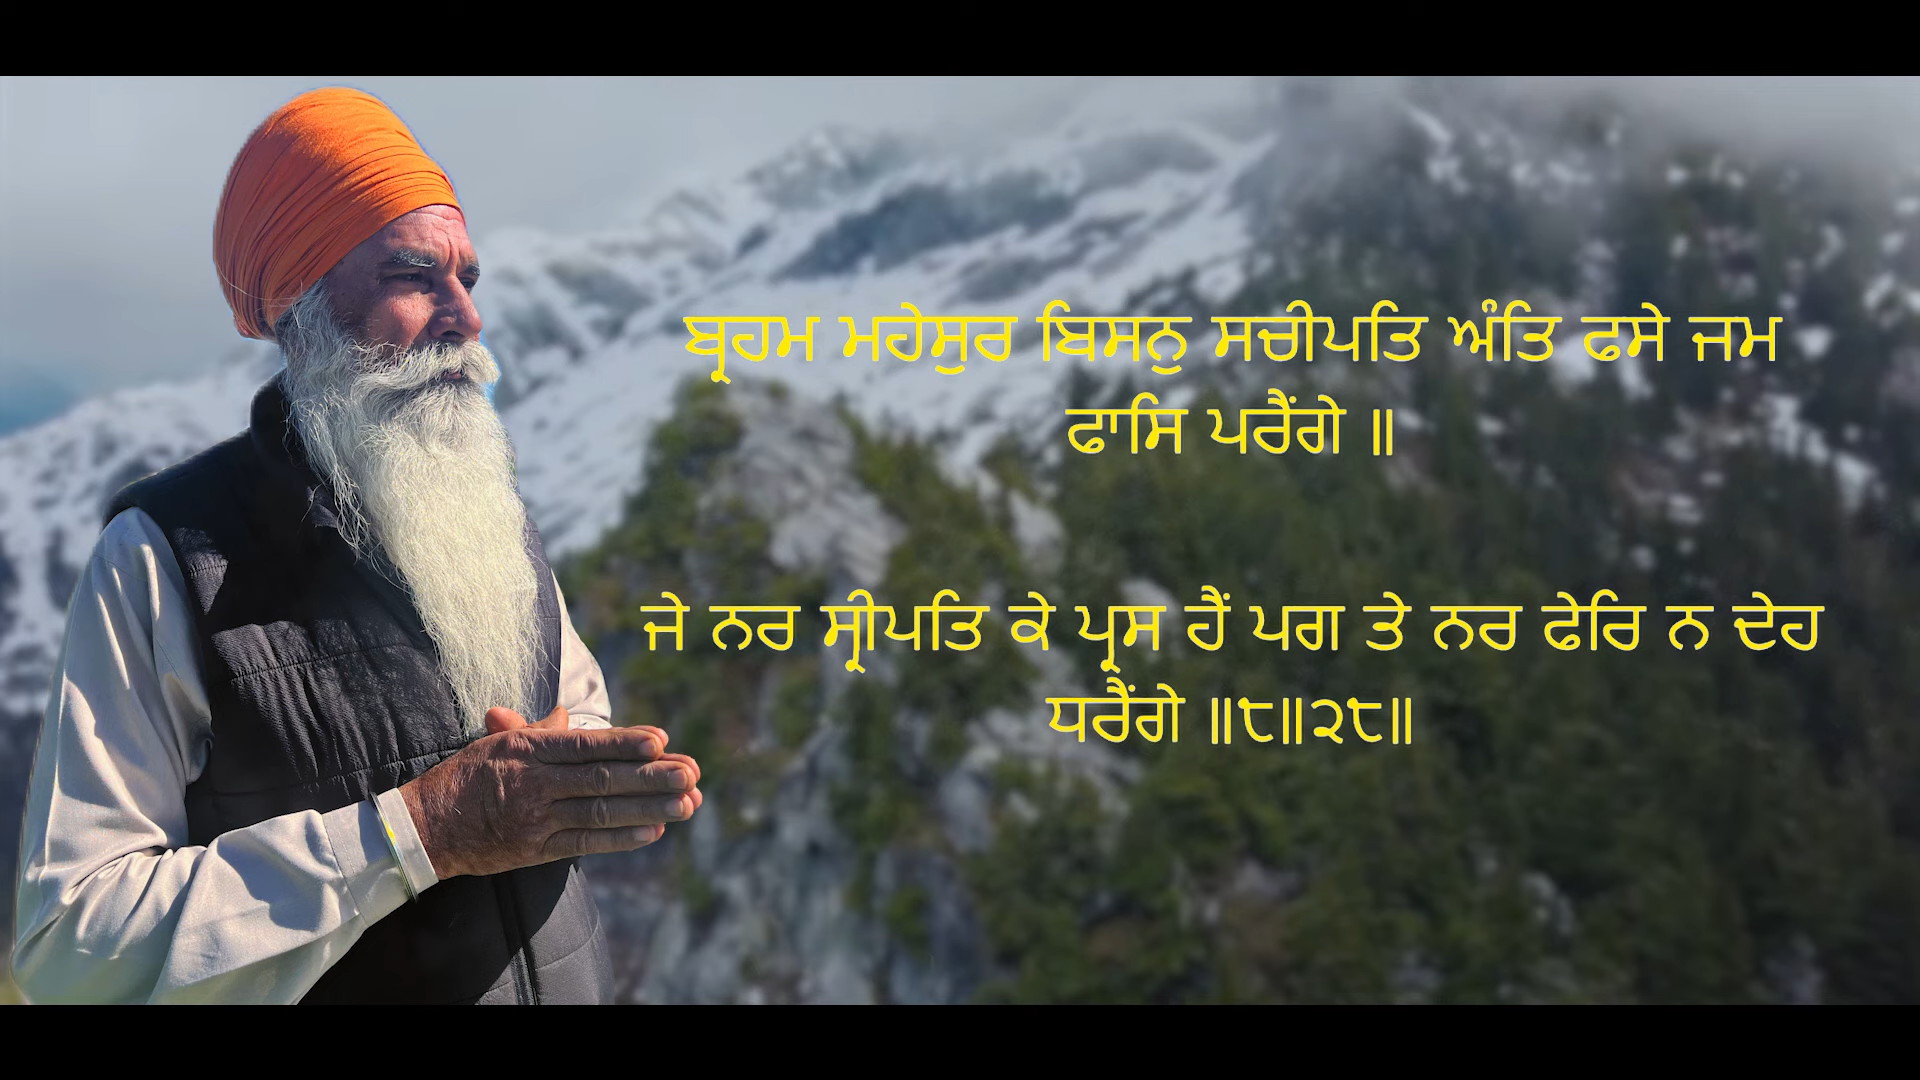 ਬ੍ਰਹਮ ਮਹੇਸੁਰ ਬਿਸਨੁ ਸਚੀਪਤਿ ਅੰਤਿ ਫਸੇ ਜਮ
ਫਾਸਿ ਪਰੈਂਗੇ ॥
ਜੇ ਨਰ ਸ੍ਰੀਪਤਿ ਕੇ ਪ੍ਰਸ ਹੈਂ ਪਗ ਤੇ ਨਰ ਫੇਰਿ ਨ ਦੇਹ
ਧਰੈਂਗੇ ॥੮॥੨੮॥